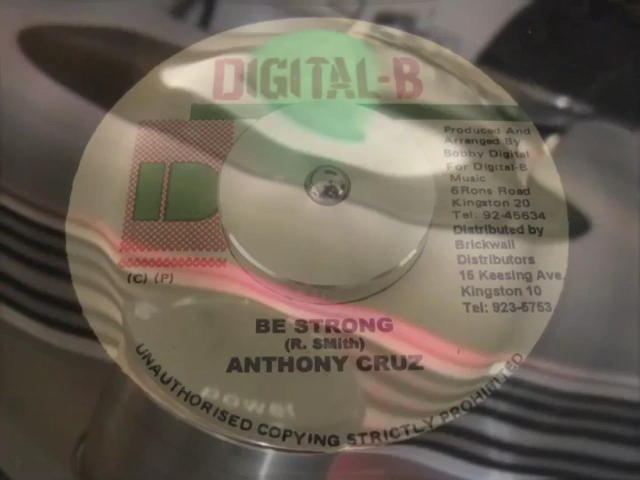 DIGITAL-B
Produced And
Arranged By
Bobby Digital
For Digital-B
Music
6Rons Road
Kingston 20
Tel: 92-45634
Distributed by
Brickwall
Distributors
15 Keesing Ave
Kingston 10
Tel: 923-5753
ID
(C) (P)
BE STRONG
(R. SMith)
ANTHONY CRUZ
power
UNAUTHORISED COPYING STRICTLY PROHIBITED